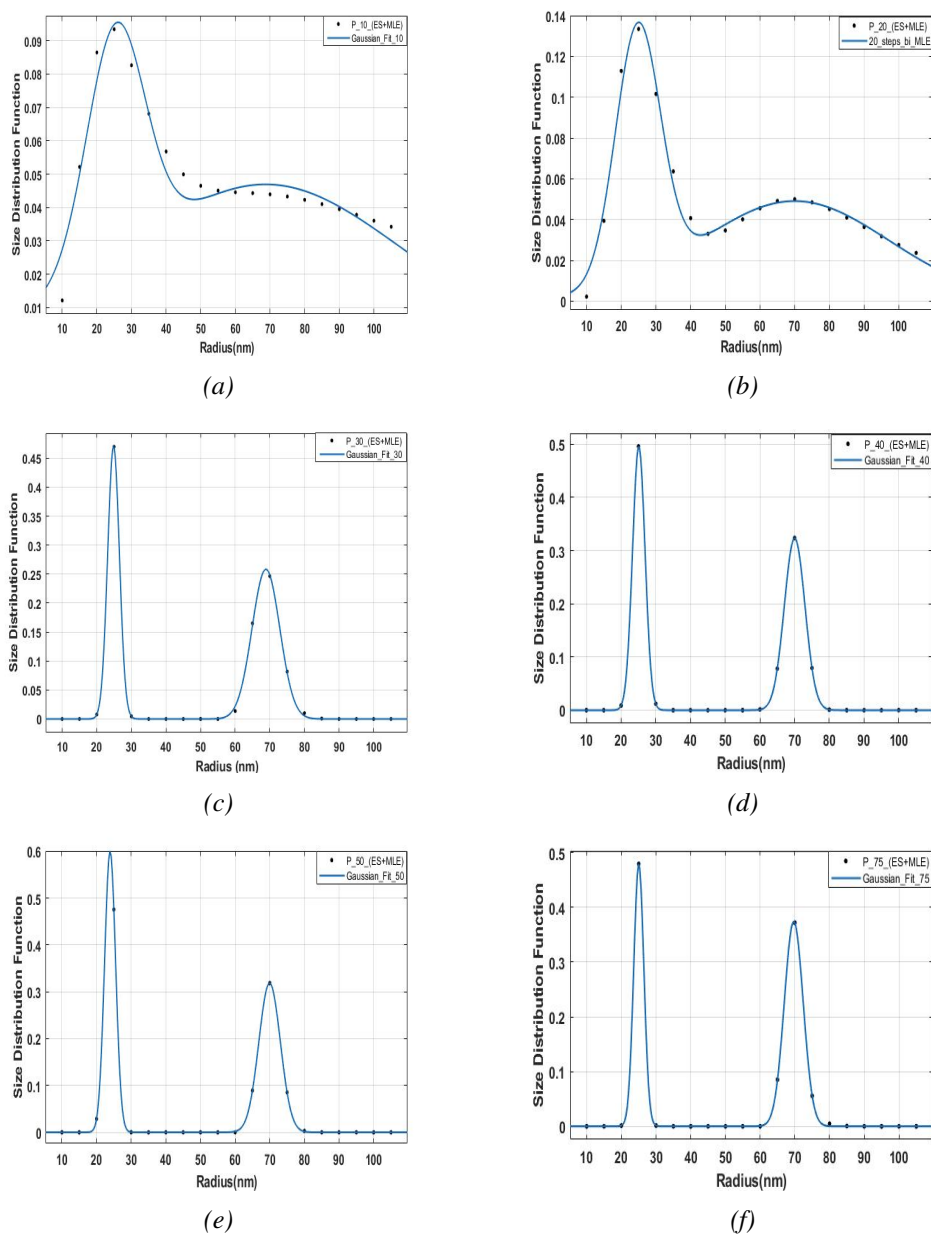 P_10_(ES+MLE)
Gaussian_Fit_10
Size Distribution Function
0.09
0.08
0.07
0.06
0.05
0.04
0.03
0.02
0.01
10 20 30 40 50 60 70 80 90 100
Radius(nm)
(a)
P_20_(ES+MLE)
20_steps_bi_MLE
Size Distribution Function
0.14
0.12
0.1
0.08
0.06
0.04
0.02
0
10 20 30 40 50 60 70 80 90 100
Radius(nm)
(b)
P_30_(ES+MLE)
Gaussian_Fit_30
Size Distribution Function
0.45
0.4
0.35
0.3
0.25
0.2
0.15
0.1
0.05
0
10 20 30 40 50 60 70 80 90 100
Radius (nm)
(c)
P_40_(ES+MLE)
Gaussian_Fit_40
Size Distribution Function
0.5
0.4
0.3
0.2
0.1
0
10 20 30 40 50 60 70 80 90 100
Radius(nm)
(d)
P_50_(ES+MLE)
Gaussian_Fit_50
Size Distribution Function
0.6
0.5
0.4
0.3
0.2
0.1
0
10 20 30 40 50 60 70 80 90 100
Radius(nm)
(e)
P_75_(ES+MLE)
Gaussian_Fit_75
Size Distribution Function
0.5
0.4
0.3
0.2
0.1
0
10 20 30 40 50 60 70 80 90 100
Radius(nm)
(f)